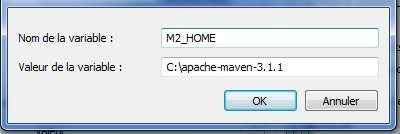 Nom de la variable : M2_HOME
Valeur de la variable : C:\apache-maven-3.1.1
OK Annuler